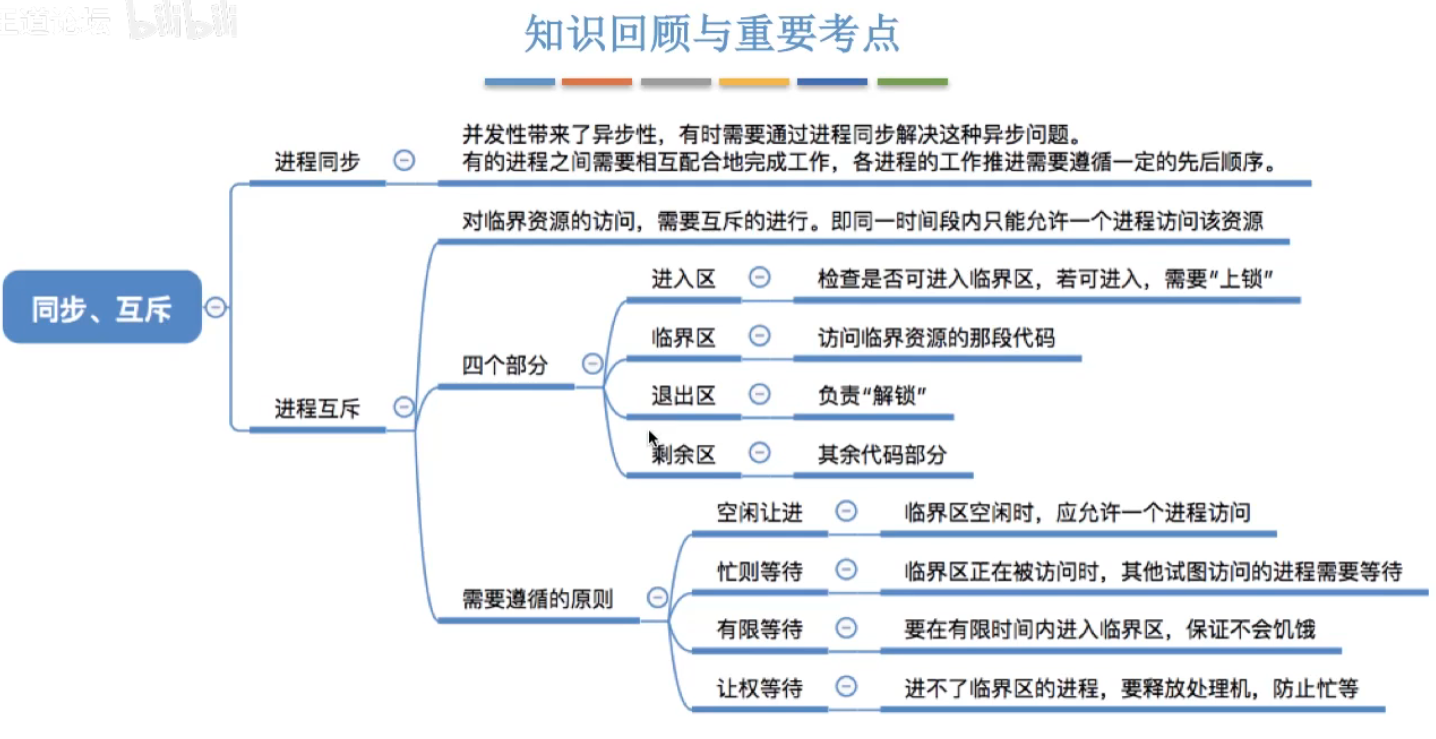 王道论坛 bilibili
知识回顾与重要考点
并发性带来了异步性，有时需要通过进程同步解决这种异步问题。
进程同步
有的进程之间需要相互配合地完成工作，各进程的工作推进需要遵循一定的先后顺序。
对临界资源的访问，需要互斥的进行。即同一时间段内只能允许一个进程访问该资源
进入区
检查是否可进入临界区，若可进入，需要“上锁”
同步、互斥
临界区
访问临界资源的那段代码
四个部分
退出区
负责“解锁”
进程互斥
剩余区
其余代码部分
空闲让进
临界区空闲时，应允许一个进程访问
忙则等待
临界区正在被访问时，其他试图访问的进程需要等待
需要遵循的原则
有限等待
要在有限时间内进入临界区，保证不会饥饿
让权等待
进不了临界区的进程，要释放处理机，防止忙等